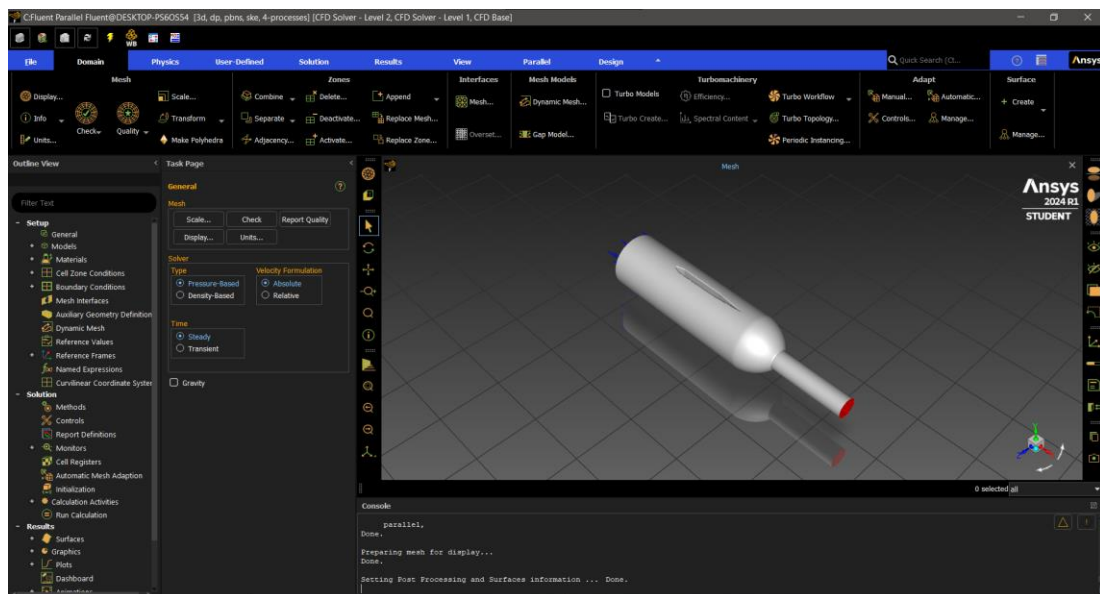 C:Fluent Parallel Fluent@DESKTOP-PS6OS54 [3d, dp, pbns, ske, 4-processes] [CFD Solver - Level 2, CFD Solver - Level 1, CFD Base]
WB
File Domain Physics User-Defined Solution Results View Parallel Design Quick Search (Ct... Ansys
Mesh Zones Interfaces Mesh Models Turbomachinery Adapt Surface
Display... Scale... Combine Delete... Append Mesh... Dynamic Mesh... Turbo Models Efficiency... Turbo Workflow Manual... Automatic... + Create
Info Check Quality Transform Separate Deactivate... Replace Mesh... Overset... Gap Model... Turbo Create... Spectral Content Turbo Topology... Controls... Manage... Manage...
Units... Make Polyhedra Adjacency... Activate... Replace Zone... Periodic Instancing...
Outline View
Filter Text
Setup
General
Models
Materials
Cell Zone Conditions
Boundary Conditions
Mesh Interfaces
Auxiliary Geometry Definition
Dynamic Mesh
Reference Values
Reference Frames
Named Expressions
Curvilinear Coordinate Syster
Solution
Methods
Controls
Report Definitions
Monitors
Cell Registers
Automatic Mesh Adaption
Initialization
Calculation Activities
Run Calculation
Results
Surfaces
Graphics
Plots
Dashboard
Animations
Task Page
General
Mesh
Scale... Check Report Quality
Display... Units...
Solver
Type Velocity Formulation
Pressure-Based Absolute
Density-Based Relative
Time
Steady
Transient
Gravity
Mesh
Ansys
2024 R1
STUDENT
0 selected all
Console
parallel,
Done.
Preparing mesh for display...
Done.
Setting Post Processing and Surfaces information ... Done.